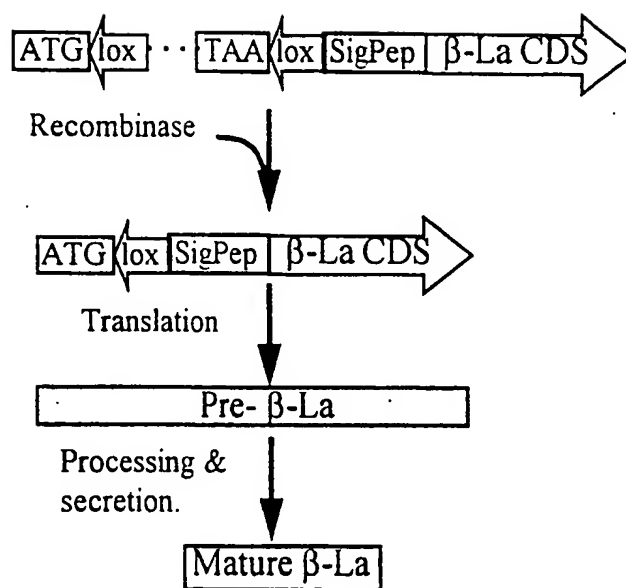 ATG lox ··· TAA lox SigPep β-La CDS
Recombinase
ATG lox SigPep β-La CDS
Translation
Pre- β-La
Processing &
secretion.
Mature β-La